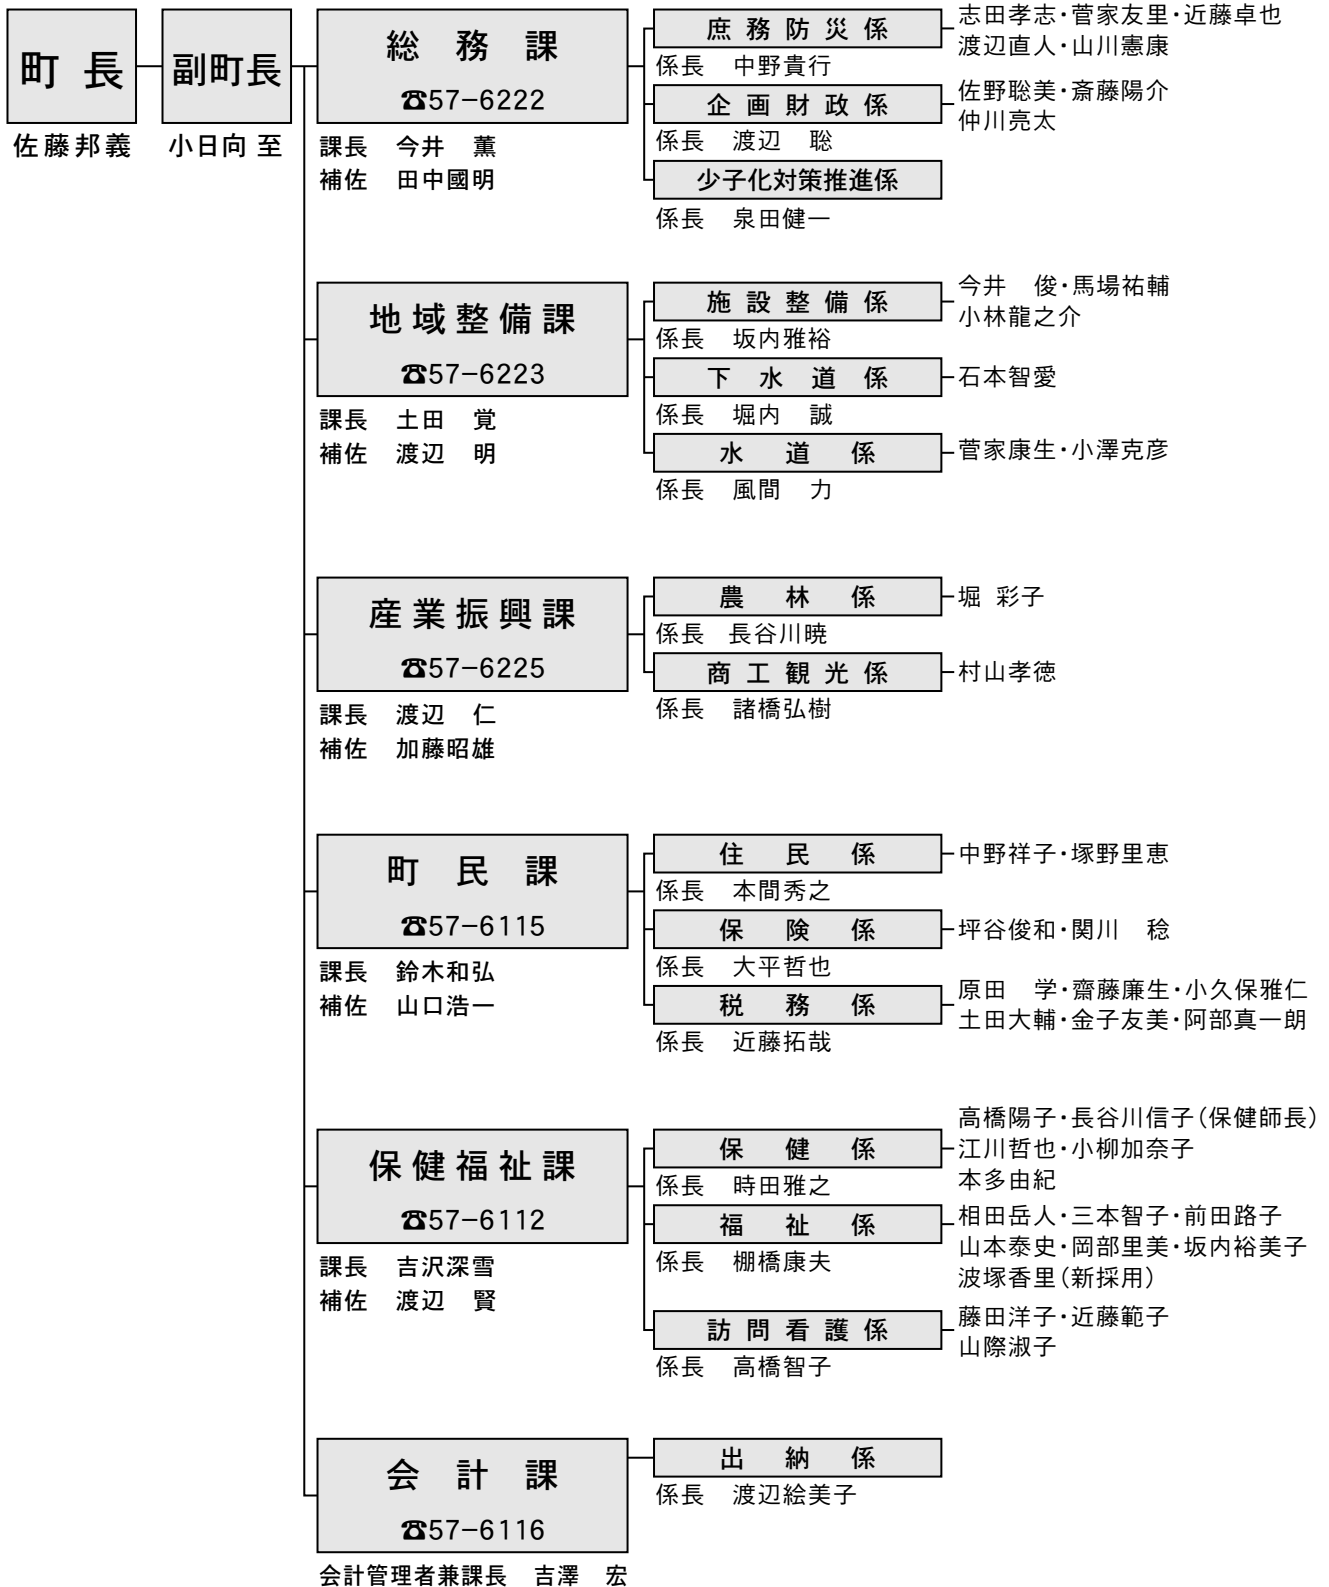 町長
佐藤邦義
副町長
小日向 至
総務課
☎57−6222
課長 今井 薫
補佐 田中國明
庶務防災係
係長 中野貴行
志田孝志・菅家友里・近藤卓也
渡辺直人・山川憲康
企画財政係
係長 渡辺 聡
佐野聡美・斎藤陽介
仲川亮太
少子化対策推進係
係長 泉田健一
地域整備課
☎57−6223
課長 土田 覚
補佐 渡辺 明
施設整備係
係長 坂内雅裕
今井 俊・馬場祐輔
小林龍之介
下水道係
係長 堀内 誠
石本智愛
水道係
係長 風間 力
菅家康生・小澤克彦
産業振興課
☎57−6225
課長 渡辺 仁
補佐 加藤昭雄
農林係
係長 長谷川暁
堀 彩子
商工観光係
係長 諸橋弘樹
村山孝徳
町民課
☎57−6115
課長 鈴木和弘
補佐 山口浩一
住民係
係長 本間秀之
中野祥子・塚野里恵
保険係
係長 大平哲也
坪谷俊和・関川 稔
税務係
係長 近藤拓哉
原田 学・齋藤廉生・小久保雅仁
土田大輔・金子友美・阿部真一朗
保健福祉課
☎57−6112
課長 吉沢深雪
補佐 渡辺 賢
保健係
係長 時田雅之
高橋陽子・長谷川信子(保健師長)
江川哲也・小柳加奈子
本多由紀
福祉係
係長 棚橋康夫
相田岳人・三本智子・前田路子
山本泰史・岡部里美・坂内裕美子
波塚香里(新採用)
訪問看護係
係長 高橋智子
藤田洋子・近藤範子
山際淑子
会計課
☎57−6116
会計管理者兼課長 吉澤 宏
出納係
係長 渡辺絵美子